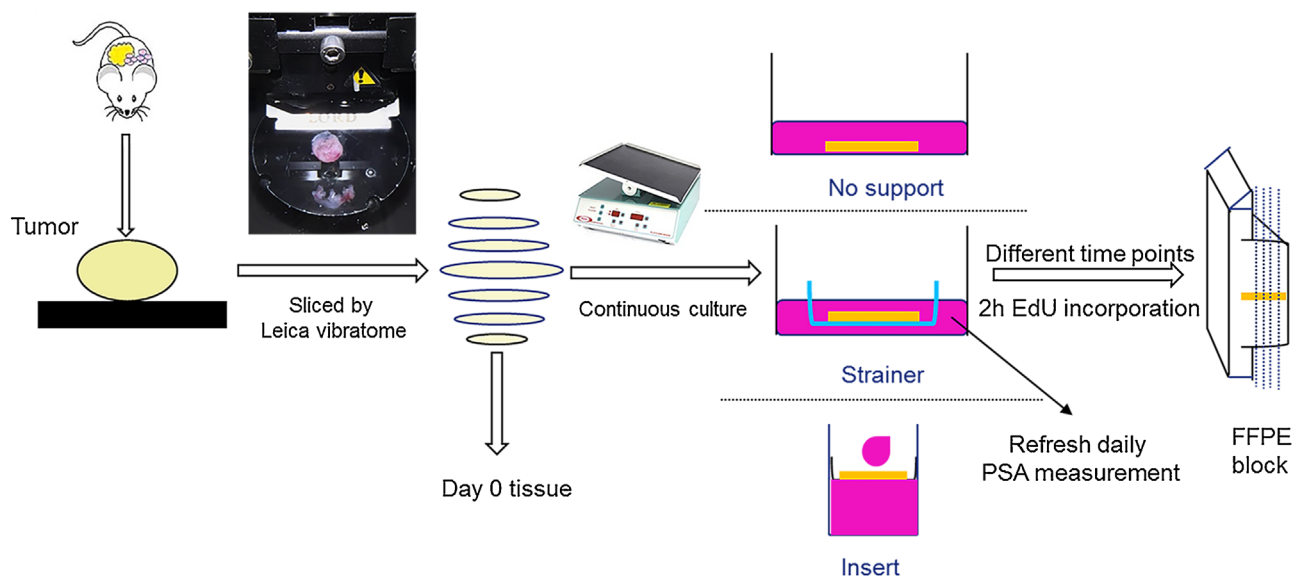 Tumor
LORD
Sliced by
Leica vibratome
Day 0 tissue
Continuous culture
No support
Strainer
Insert
Different time points
2h EdU incorporation
Refresh daily
PSA measurement
FFPE
block